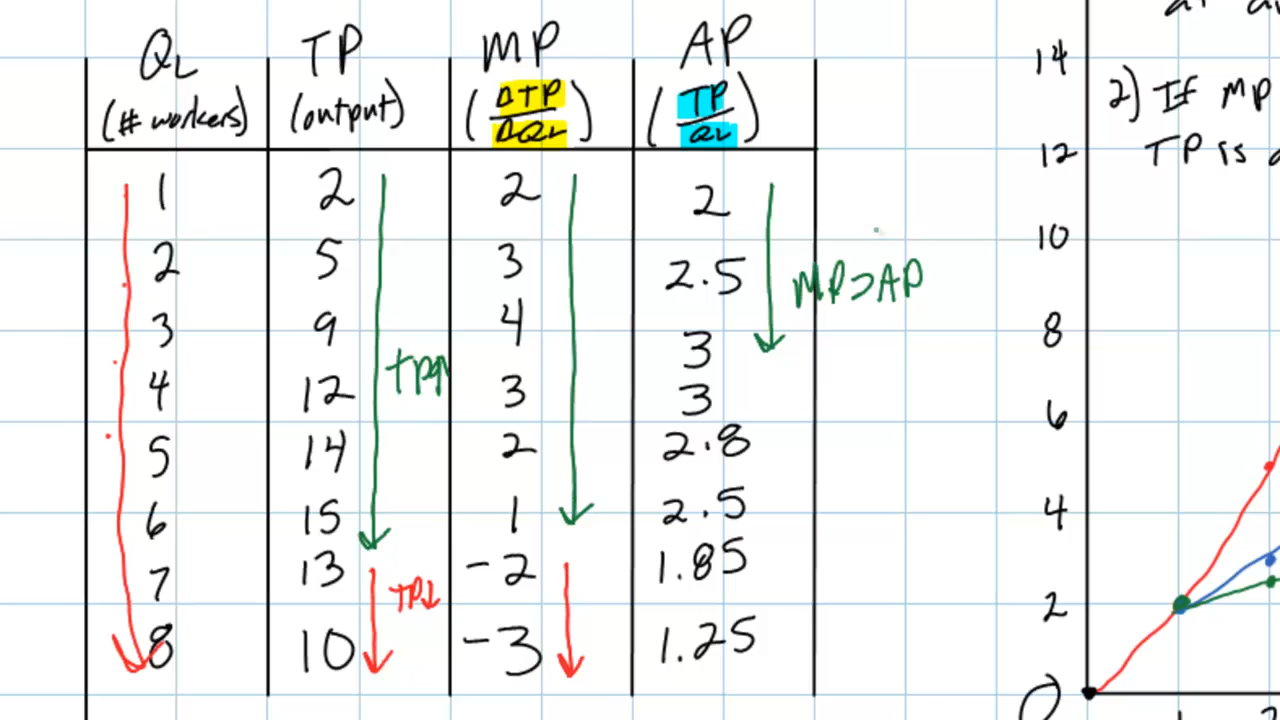 QL TP MP AP
(# workers) (output) (ΔTP/ΔQL) (TP/QL)
1 2 2 2
2 5 3 2.5
3 9 4 3
4 12 3 3
5 14 2 2.8
6 15 1 2.5
7 13 -2 1.85
8 10 -3 1.25
TP↓
MP>AP
2) If MP
TP is
14
12
10
8
6
4
2
0